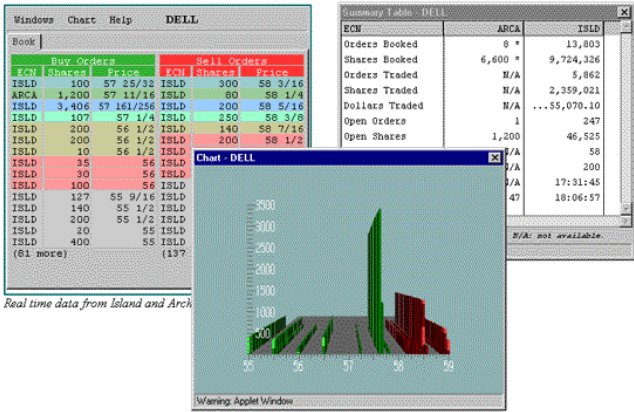 Windows Chart Help DELL
Book
Buy Orders Sell Orders
ECN Shares Price ECN Shares Price
ISLD 100 57 25/32 ISLD 300 58 3/16
ARCA 1,200 57 11/16 ISLD 80 58 1/4
ISLD 3,406 57 161/256 ISLD 200 58 5/16
ISLD 107 57 1/4 ISLD 250 58 3/8
ISLD 200 56 1/2 ISLD 140 58 7/16
ISLD 200 56 1/2 ISLD 200 58 1/2
ISLD 10 56 1/2 ISLD
ISLD 35 56 ISLD
ISLD 30 56 ISLD
ISLD 100 56 ISLD
ISLD 127 55 9/16 ISLD
ISLD 140 55 1/2 ISLD
ISLD 200 55 1/2 ISLD
ISLD 20 55 ISLD
ISLD 400 55 ISLD
(81 more) (137
Real time data from Island and Arch
Summary Table - DELL
ECN ARCA ISLD
Orders Booked 8 * 13,803
Shares Booked 6,600 * 9,724,326
Orders Traded N/A 5,862
Shares Traded N/A 2,359,021
Dollars Traded N/A ...55,070.10
Open Orders 1 247
Open Shares 1,200 46,525
N/A 58
N/A 200
N/A 17:31:45
47 18:06:57
N/A: not available.
Chart - DELL
3500
3000
2500
2000
1500
1000
500
55 56 57 58 59
Warning: Applet Window